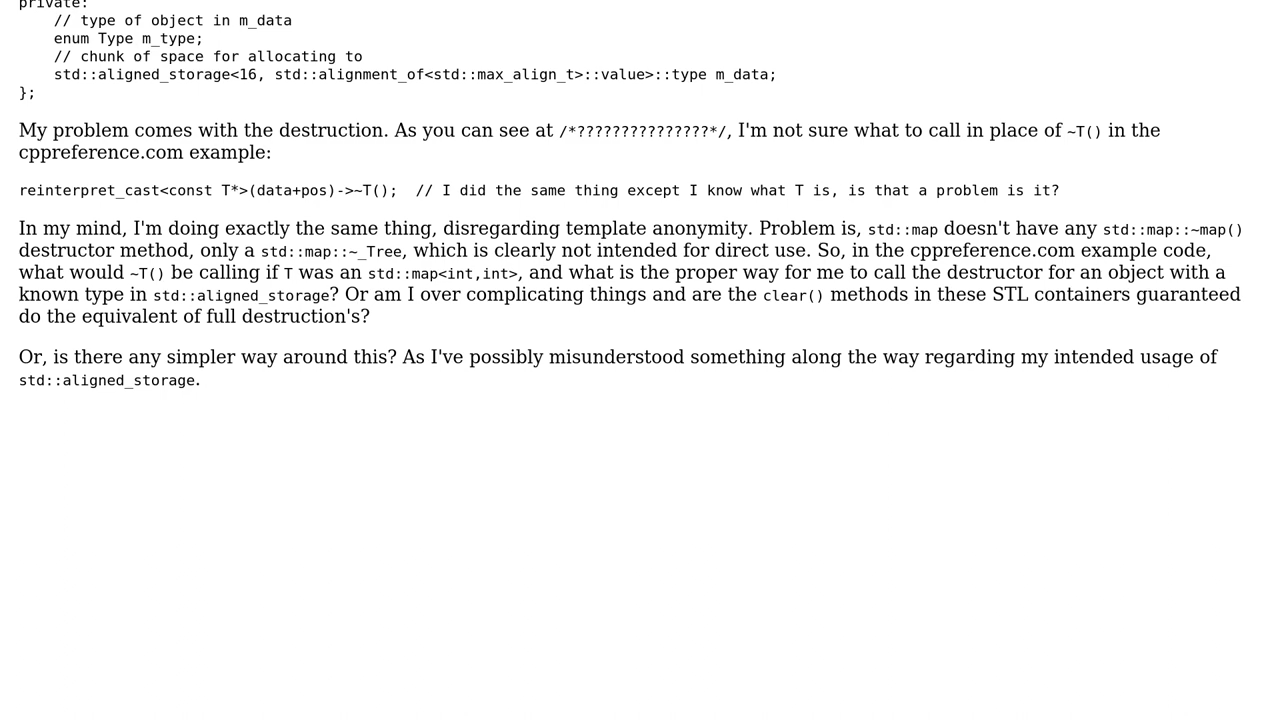 private:
// type of object in m_data
enum Type m_type;
// chunk of space for allocating to
std::aligned_storage<16, std::alignment_of<std::max_align_t>::value>::type m_data;
};
My problem comes with the destruction. As you can see at /*???????????????*/, I'm not sure what to call in place of ~T() in the
cppreference.com example:
reinterpret_cast<const T*>(data+pos)->~T();  // I did the same thing except I know what T is, is that a problem is it?
In my mind, I'm doing exactly the same thing, disregarding template anonymity. Problem is, std::map doesn't have any std::map::~map()
destructor method, only a std::map::~_Tree, which is clearly not intended for direct use. So, in the cppreference.com example code,
what would ~T() be calling if T was an std::map<int,int>, and what is the proper way for me to call the destructor for an object with a
known type in std::aligned_storage? Or am I over complicating things and are the clear() methods in these STL containers guaranteed
do the equivalent of full destruction's?
Or, is there any simpler way around this? As I've possibly misunderstood something along the way regarding my intended usage of
std::aligned_storage.